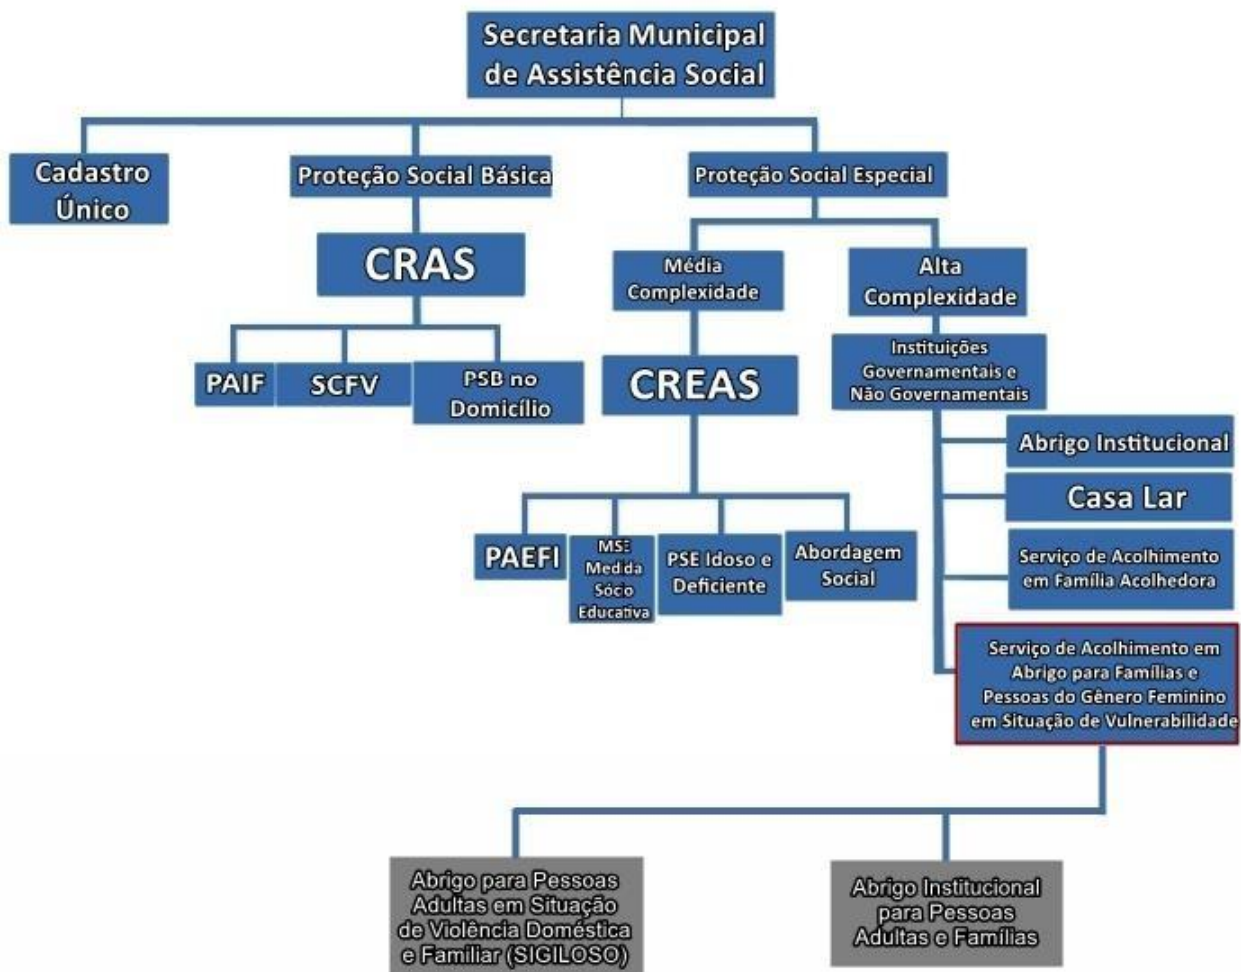 Secretaria Municipal
de Assistência Social
Cadastro
Único
Proteção Social Básica
Proteção Social Especial
CRAS
Média
Complexidade
Alta
Complexidade
PAIF
SCFV
PSB no
Domicílio
CREAS
Instituições
Governamentais e
Não Governamentais
Abrigo Institucional
Casa Lar
Serviço de Acolhimento
em Família Acolhedora
PAEFI
MSE
Medida
Sócio
Educativa
PSE Idoso e
Deficiente
Abordagem
Social
Serviço de Acolhimento em
Abrigo para Famílias e
Pessoas do Gênero Feminino
em Situação de Vulnerabilidade
Abrigo para Pessoas
Adultas em Situação
de Violência Doméstica
e Familiar (SIGILOSO)
Abrigo Institucional
para Pessoas
Adultas e Famílias